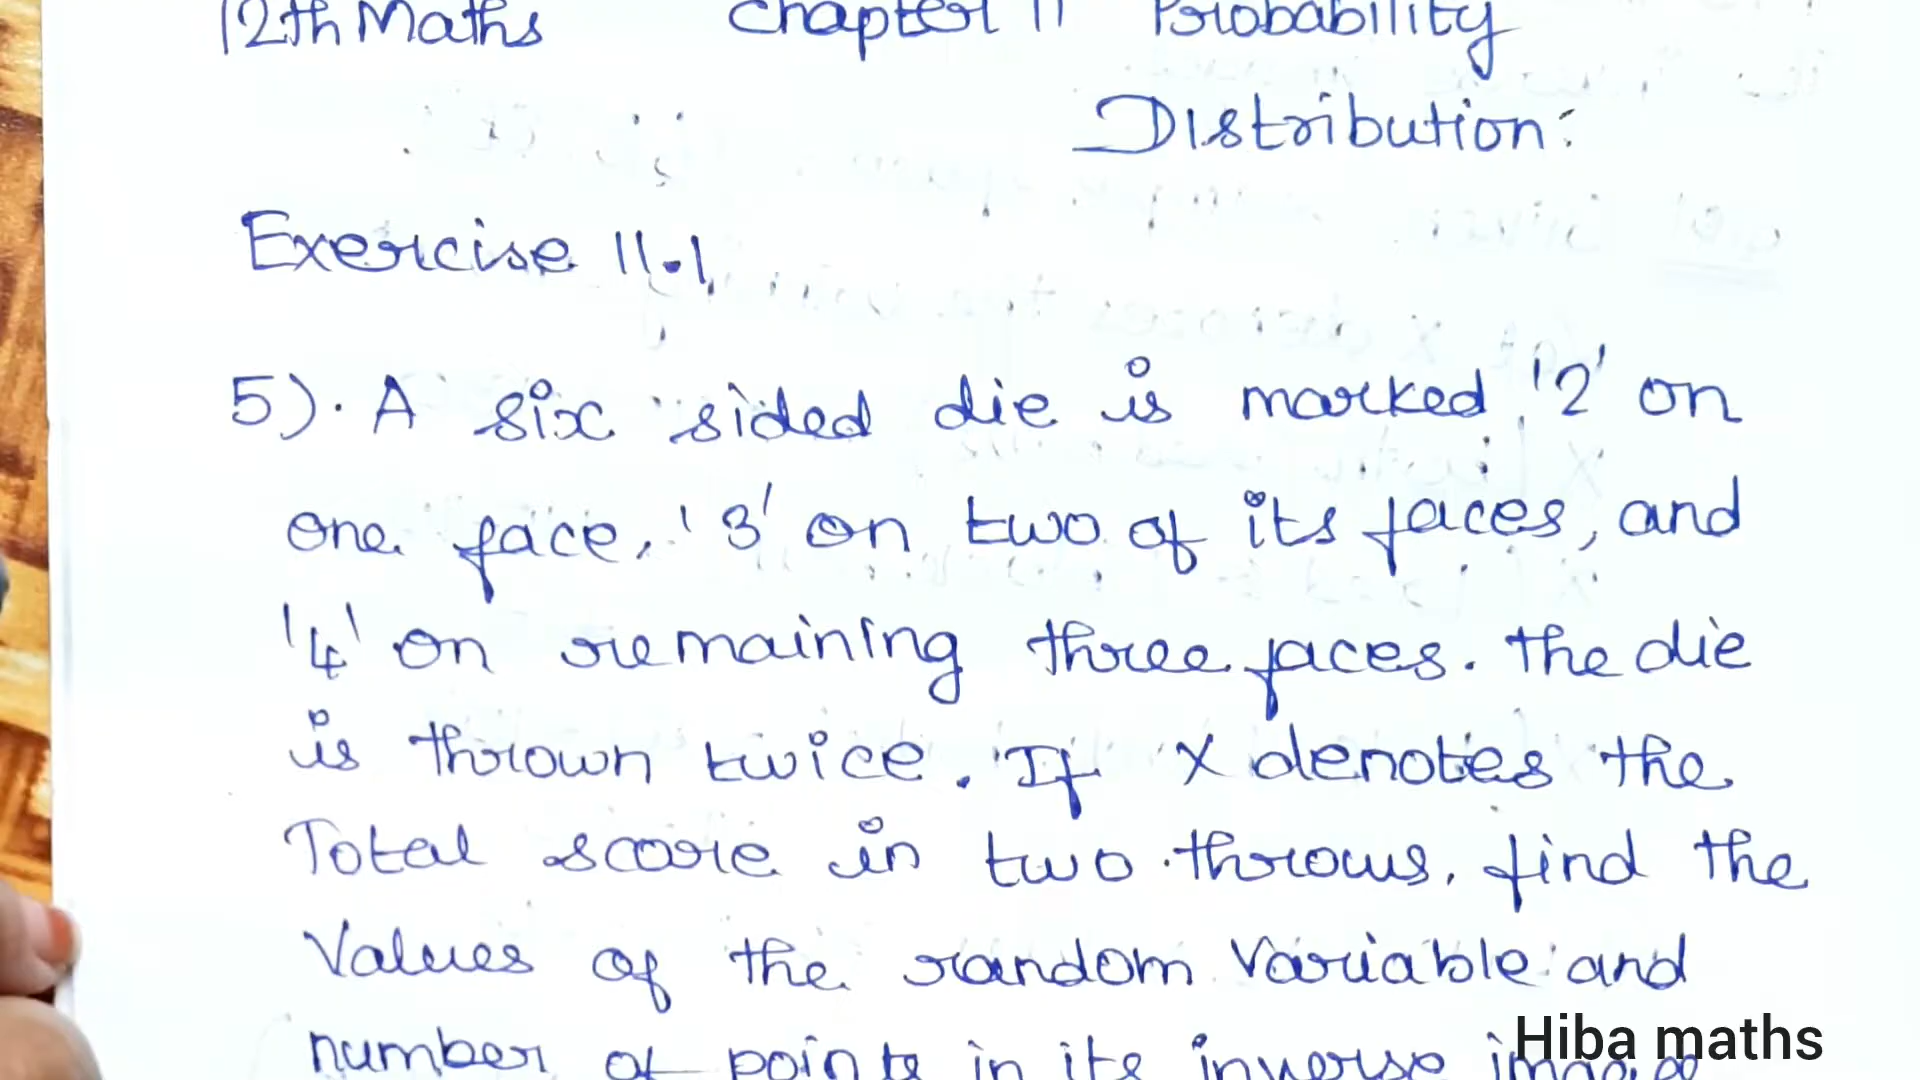 12th Maths Chapter 11 Probability
Distribution:
Exercise 11.1
5). A six sided die is marked '2' on
one face, '3' on two of its faces, and
'4' on remaining three faces. The die
is thrown twice. If X denotes the
Total score in two throws, find the
Values of the random variable and
number of points in its inverse images
Hiba maths